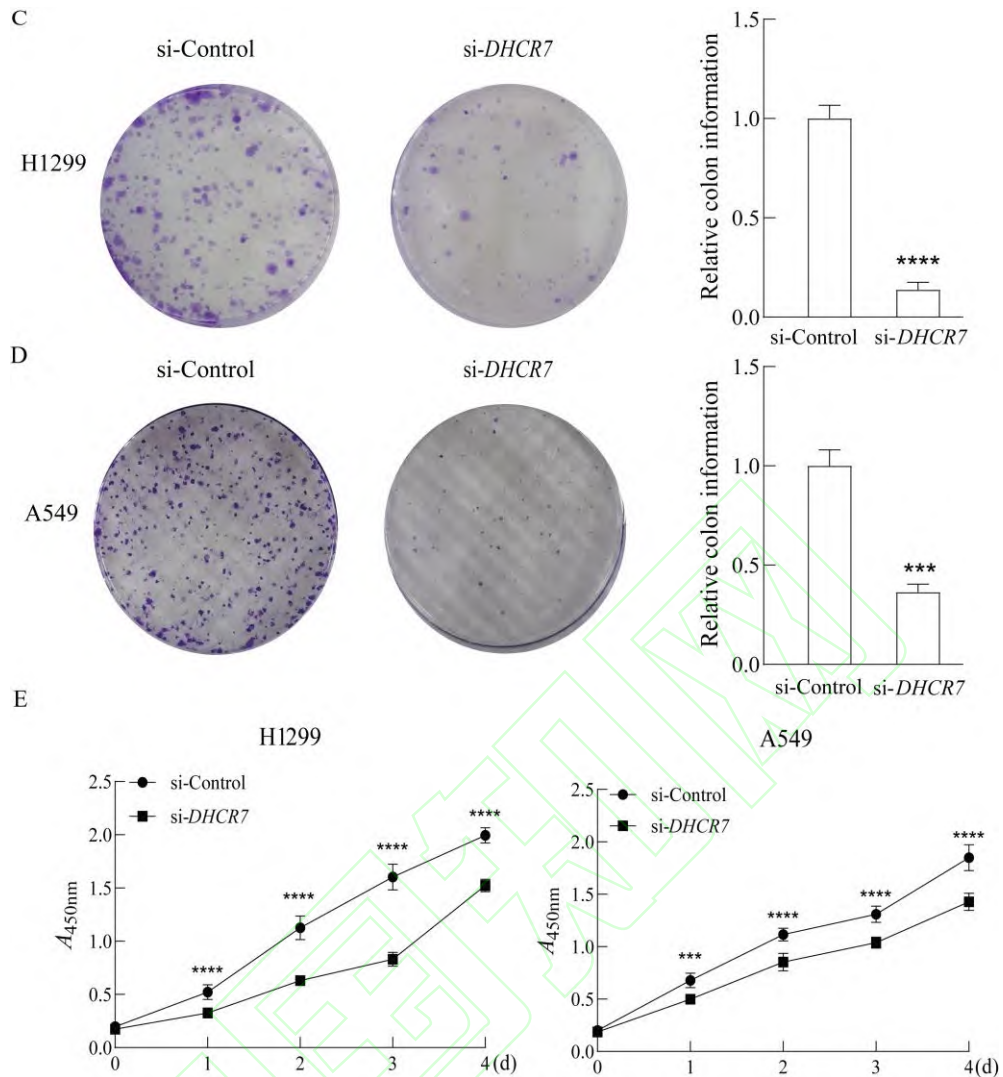 C
si-Control si-DHCR7
H1299
Relative colon information
1.5
1.0
0.5
0.0
****
si-Control si-DHCR7
D
si-Control si-DHCR7
A549
Relative colon information
1.5
1.0
0.5
0.0
***
si-Control si-DHCR7
E
H1299
si-Control
si-DHCR7
A450nm
2.5
2.0
1.5
1.0
0.5
0.0
**** **** **** ****
0 1 2 3 4(d)
A549
si-Control
si-DHCR7
A450nm
2.5
2.0
1.5
1.0
0.5
0.0
*** **** **** ****
0 1 2 3 4(d)